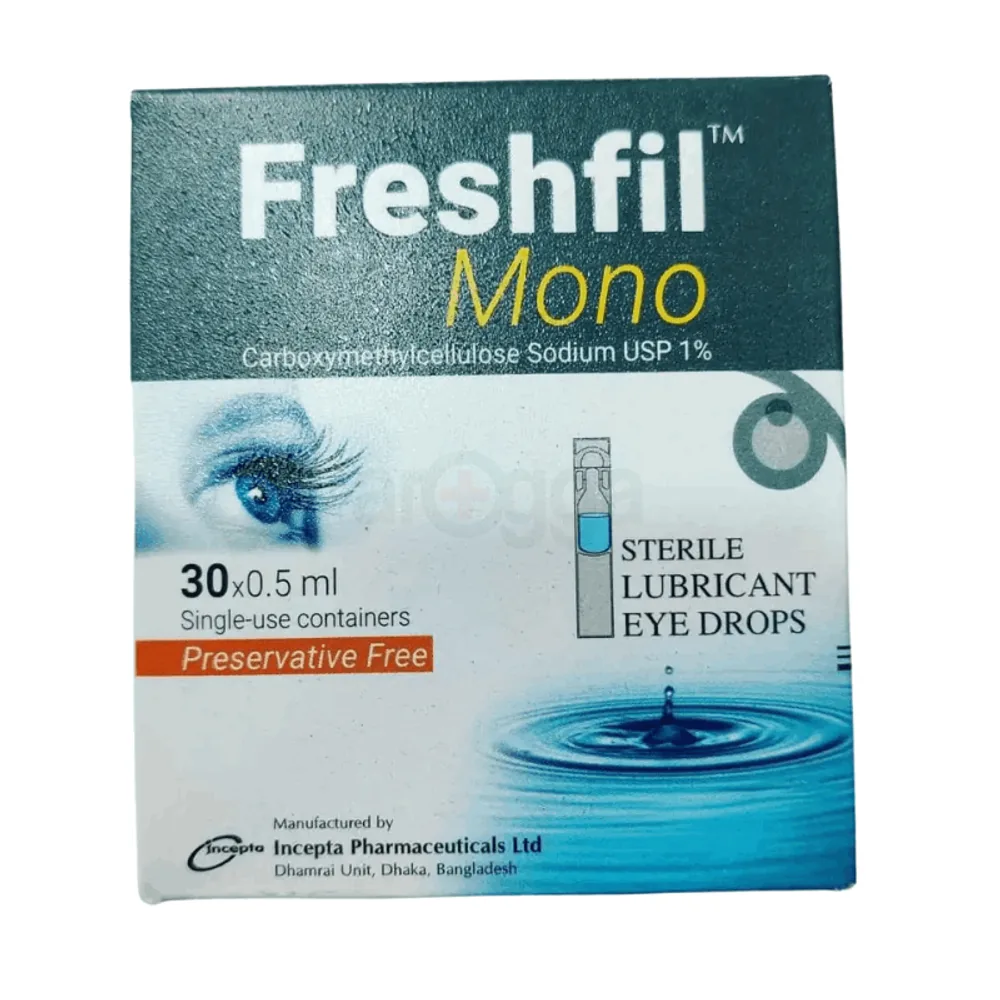 Freshfil™
Mono
Carboxymethylcellulose Sodium USP 1%
arogga
30x0.5 ml
Single-use containers
Preservative Free
STERILE
LUBRICANT
EYE DROPS
Manufactured by
Incepta
Incepta Pharmaceuticals Ltd
Dhamrai Unit, Dhaka, Bangladesh